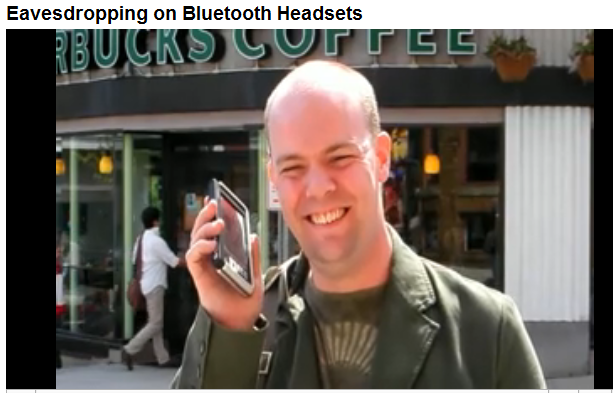 Eavesdropping on Bluetooth Headsets
RBUCKS COFFEE